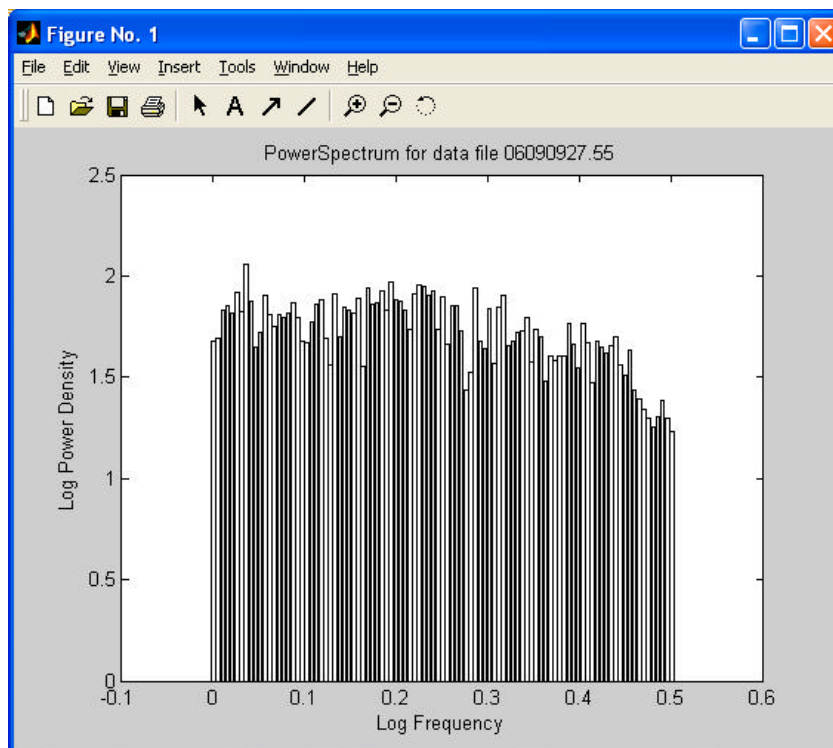 Figure No. 1
File Edit View Insert Tools Window Help
A
PowerSpectrum for data file 06090927.55
2.5
2
1.5
1
0.5
0
Log Power Density
-0.1 0 0.1 0.2 0.3 0.4 0.5 0.6
Log Frequency